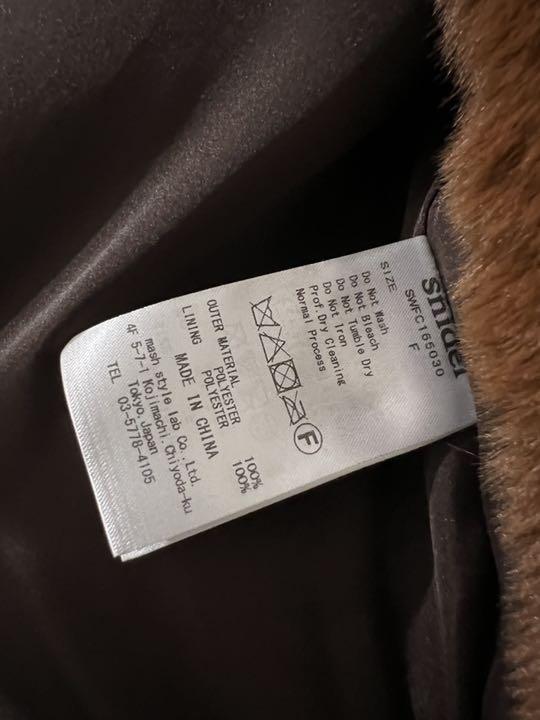 snidel
SWFC165030
SIZE F
Do Not Wash
Do Not Bleach
Do Not Tumble Dry
Do Not Iron
Prof.Dry Cleaning
Normal Process
F
OUTER MATERIAL
POLYESTER 100%
LINING POLYESTER 100%
MADE IN CHINA
mash style lab Co.,Ltd.
4F 5-7-1 Kojimachi.Chiyoda-ku
Tokyo.Japan
TEL 03-5778-4105